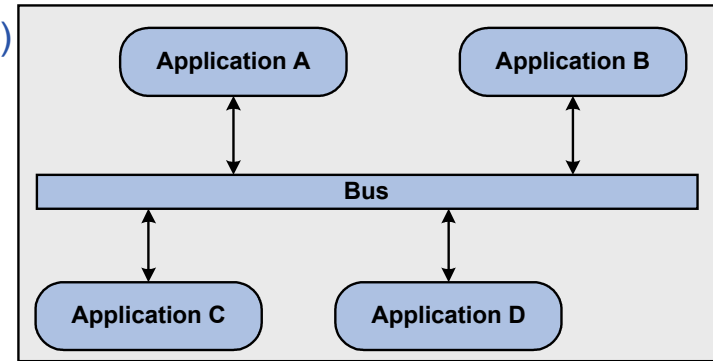 )
Application A
Application B
Bus
Application C
Application D